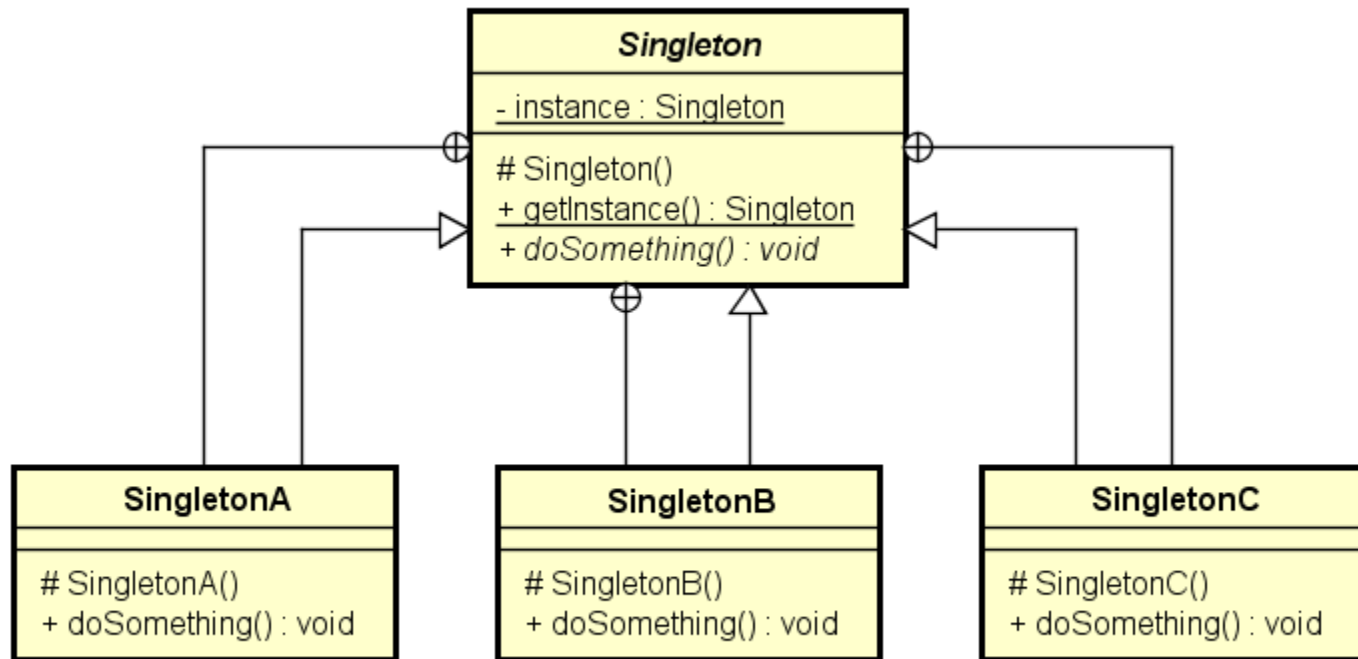 Singleton
- instance : Singleton
# Singleton()
+ getInstance() : Singleton
+ doSomething() : void
SingletonA
# SingletonA()
+ doSomething() : void
SingletonB
# SingletonB()
+ doSomething() : void
SingletonC
# SingletonC()
+ doSomething() : void